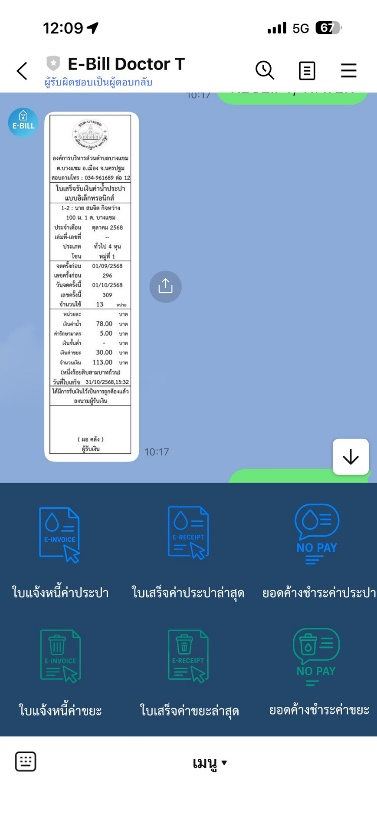 12:09
5G 67
E-Bill Doctor T
ผู้รับผิดชอบเป็นผู้ตอบกลับ
10:17
E-BILL
องค์การบริหารส่วนตำบลบางแขม
ต.บางแขม อ.เมือง จ.นครปฐม
สอบถามโทร : 034-961689 ต่อ 12
ใบเสร็จรับเงินค่าน้ำประปา
แบบอิเล็กทรอนิกส์
1-2 : นาย สมจิต
100 ม. 1 ต. บางแขม
ประจำเดือน ตุลาคม 2568
เล่มที่-เลขที่ --
ประเภท ทั่วไป 4 หุน
โซน หมู่ที่ 1
จดครั้งก่อน 01/09/2568
เลขครั้งก่อน 296
วันจดครั้งนี้ 01/10/2568
เลขครั้งนี้ 309
จำนวนใช้ 13 หน่วย
หน่วยละ บาท
เงินค่าน้ำ 78.00 บาท
ค่ารักษามาตร 5.00 บาท
เงินขั้นต่ำ - บาท
เงินค่าขยะ 30.00 บาท
จำนวนเงิน 113.00 บาท
(หนึ่งร้อยสิบสามบาทถ้วน)
วันที่ใบเสร็จ 31/10/2568,15:32
ได้มีการรับเงินไว้เป็นการถูกต้องแล้ว
ลงนามผู้รับเงิน
( ผอ คลัง )
ผู้รับเงิน
10:17
E-INVOICE
E-RECEIPT
NO PAY
ใบแจ้งหนี้ค่าประปา
ใบเสร็จค่าประปาล่าสุด
ยอดค้างชำระค่าประปา
E-INVOICE
E-RECEIPT
NO PAY
ใบแจ้งหนี้ค่าขยะ
ใบเสร็จค่าขยะล่าสุด
ยอดค้างชำระค่าขยะ
เมนู